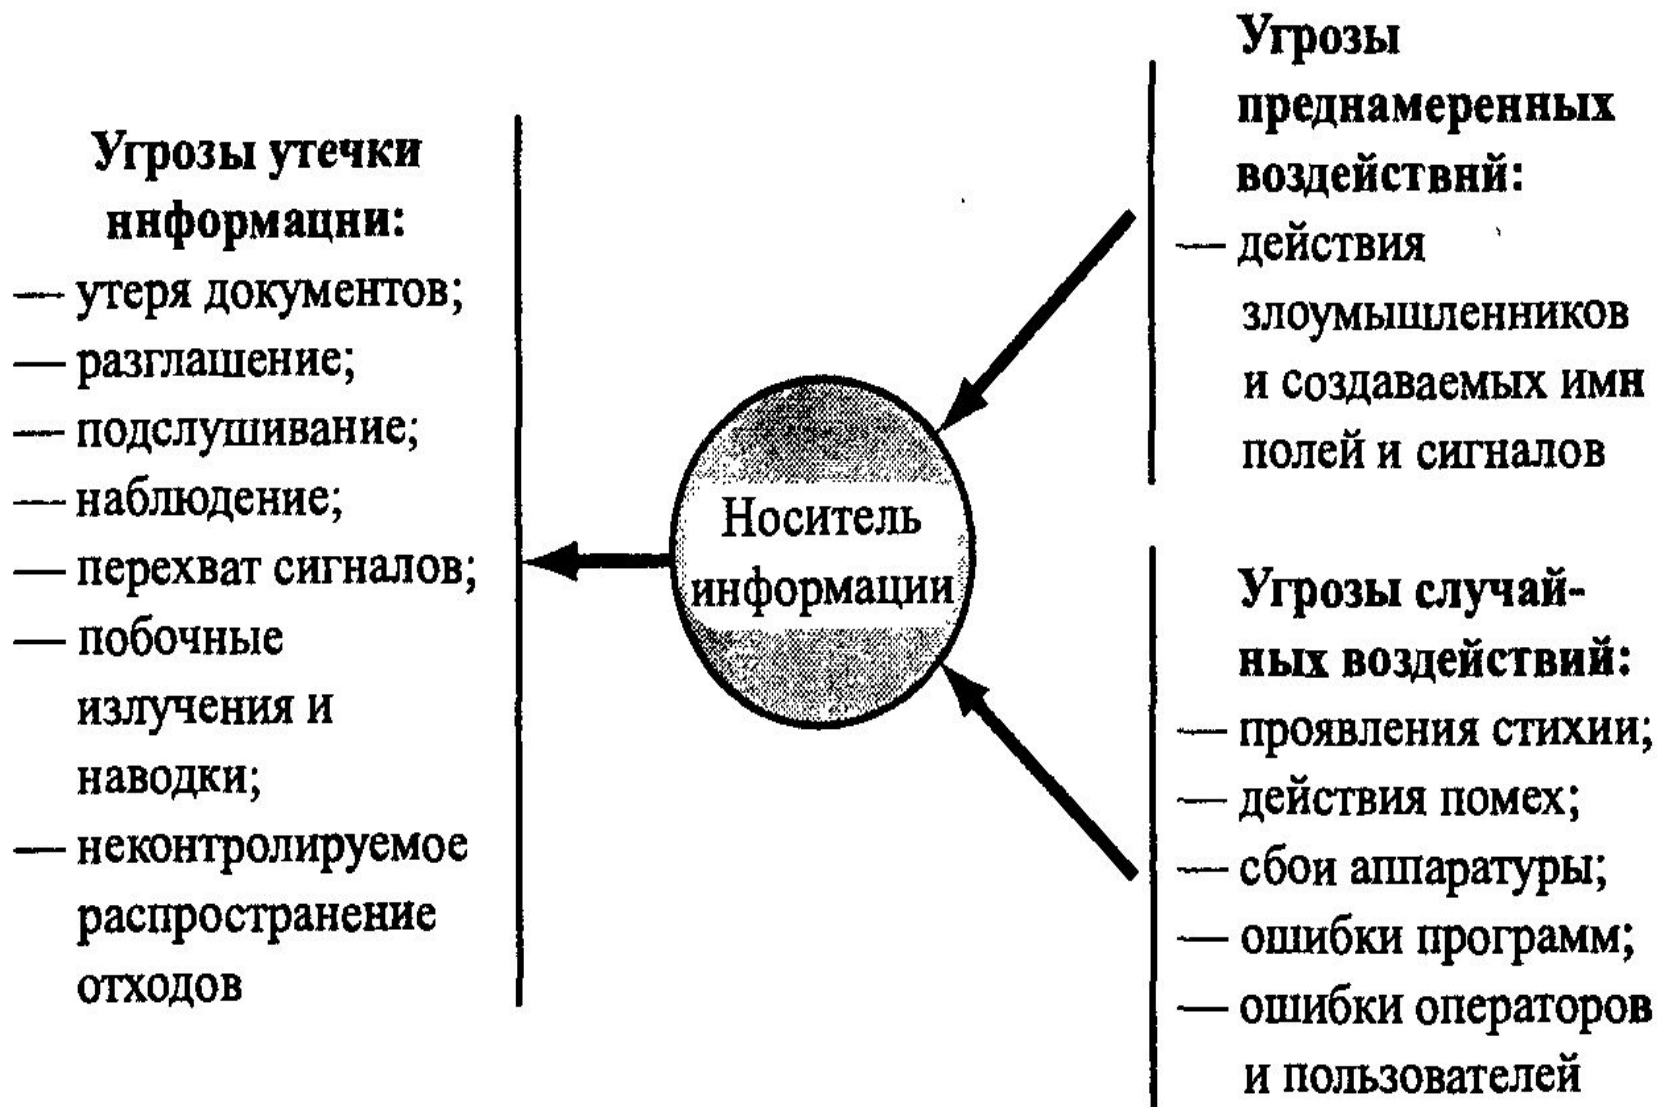 Угрозы утечки
ннформацни:
— утеря документов;
— разглашение;
— подслушивание;
— наблюдение;
— перехват сигналов;
— побочные
излучения и
наводки;
— неконтролируемое
распространение
отходов
Носитель
информации
Угрозы
преднамеренных
воздействнй:
— действия
злоумышленников
и создаваемых имн
полей и сигналов
Угрозы случай-
ных воздействий:
— проявления стихии;
— действия помех;
— сбои аппаратуры;
— ошибки программ;
— ошибки операторов
и пользователей